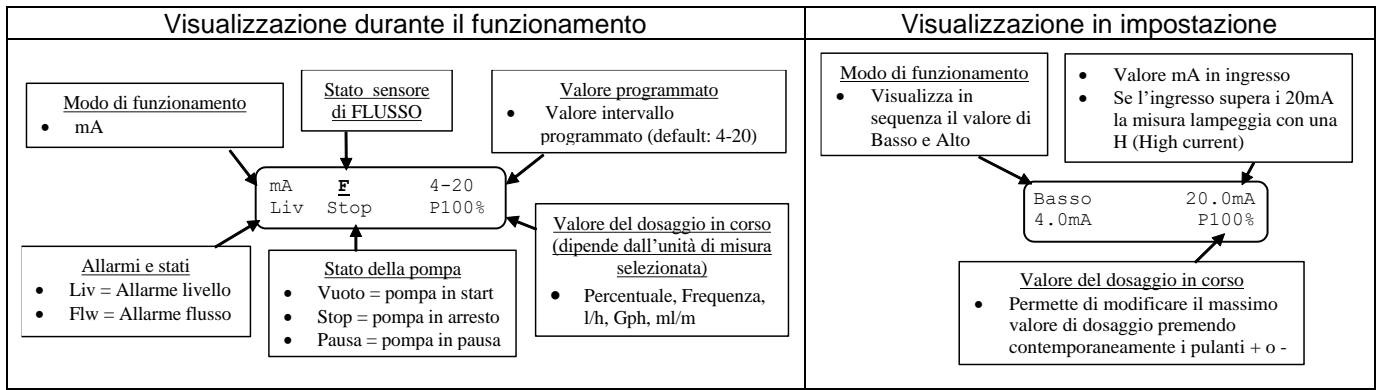 Visualizzazione durante il funzionamento
Visualizzazione in impostazione
Modo di funzionamento
• mA
Stato sensore
di FLUSSO
Valore programmato
• Valore intervallo
programmato (default: 4-20)
mA F 4-20
Liv Stop P100%
Allarmi e stati
• Liv = Allarme livello
• Flw = Allarme flusso
Stato della pompa
• Vuoto = pompa in start
• Stop = pompa in arresto
• Pausa = pompa in pausa
Valore del dosaggio in corso
(dipende dall’unità di misura
selezionata)
• Percentuale, Frequenza,
l/h, Gph, ml/m
Modo di funzionamento
• Visualizza in
sequenza il valore di
Basso e Alto
• Valore mA in ingresso
• Se l’ingresso supera i 20mA
la misura lampeggia con una
H (High current)
Basso 20.0mA
4.0mA P100%
Valore del dosaggio in corso
• Permette di modificare il massimo
valore di dosaggio premendo
contemporaneamente i pulanti + o -